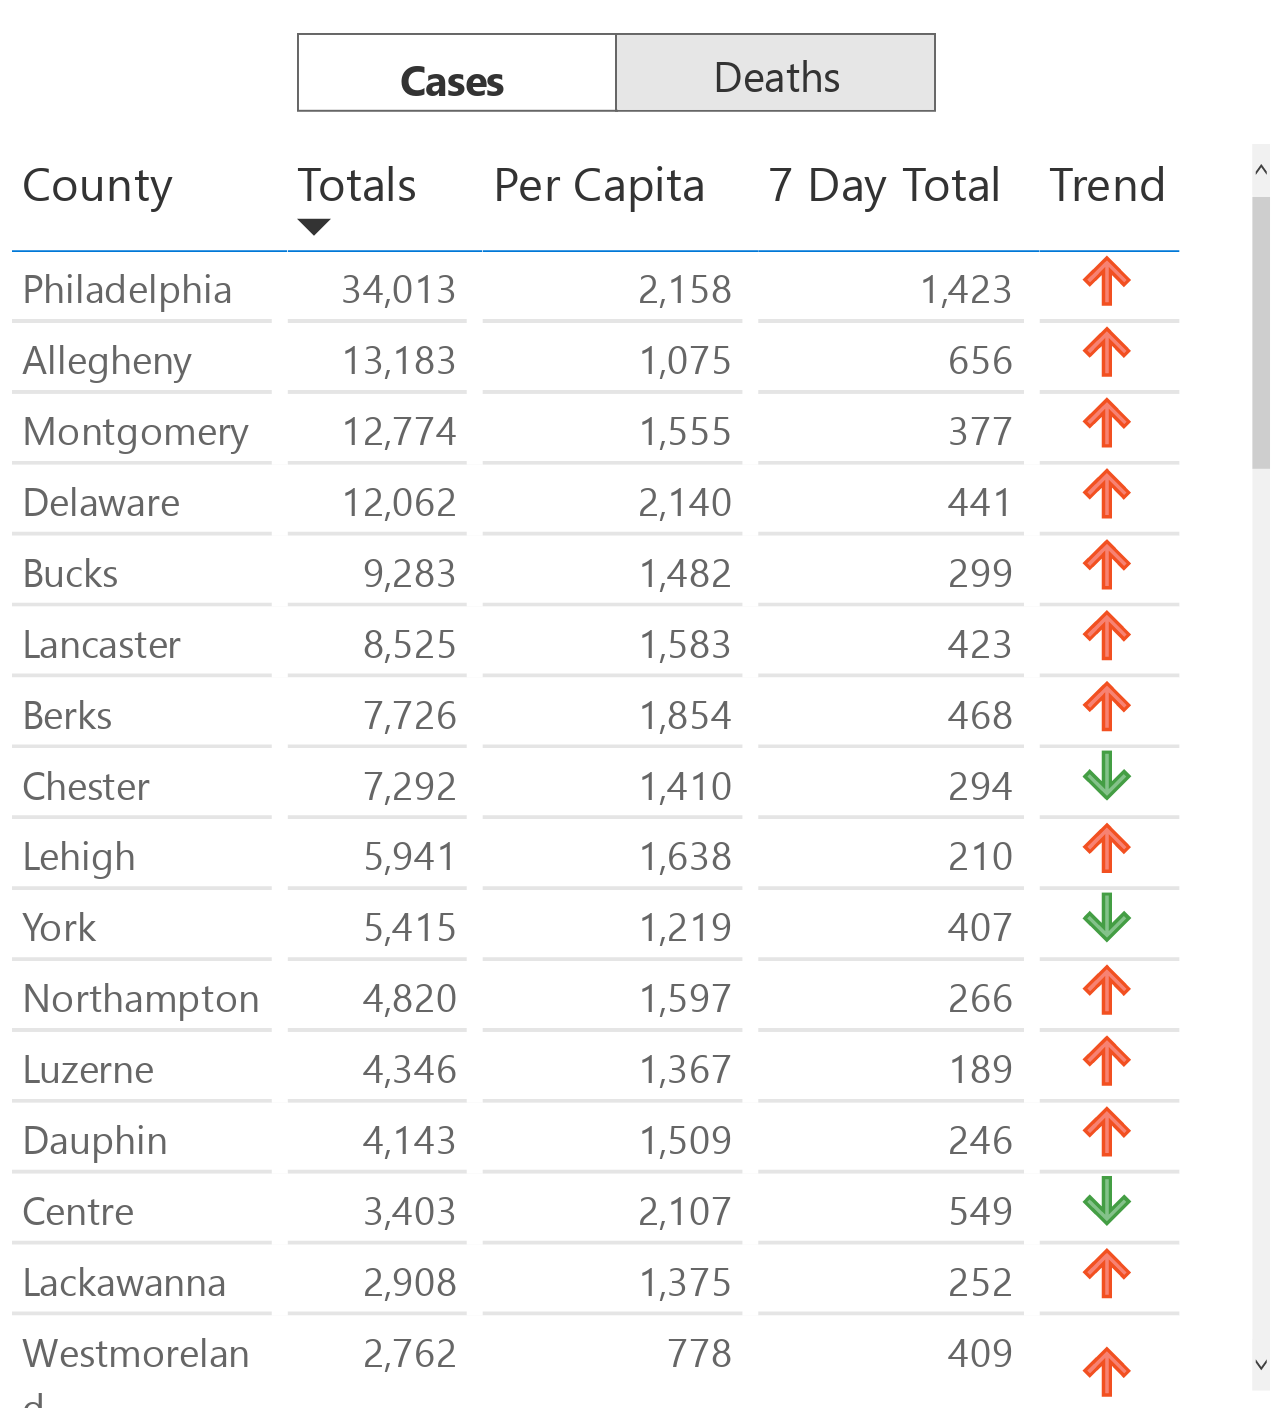 Cases Deaths
County Totals Per Capita 7 Day Total Trend
Philadelphia 34,013 2,158 1,423
Allegheny 13,183 1,075 656
Montgomery 12,774 1,555 377
Delaware 12,062 2,140 441
Bucks 9,283 1,482 299
Lancaster 8,525 1,583 423
Berks 7,726 1,854 468
Chester 7,292 1,410 294
Lehigh 5,941 1,638 210
York 5,415 1,219 407
Northampton 4,820 1,597 266
Luzerne 4,346 1,367 189
Dauphin 4,143 1,509 246
Centre 3,403 2,107 549
Lackawanna 2,908 1,375 252
Westmorelan 2,762 778 409
d